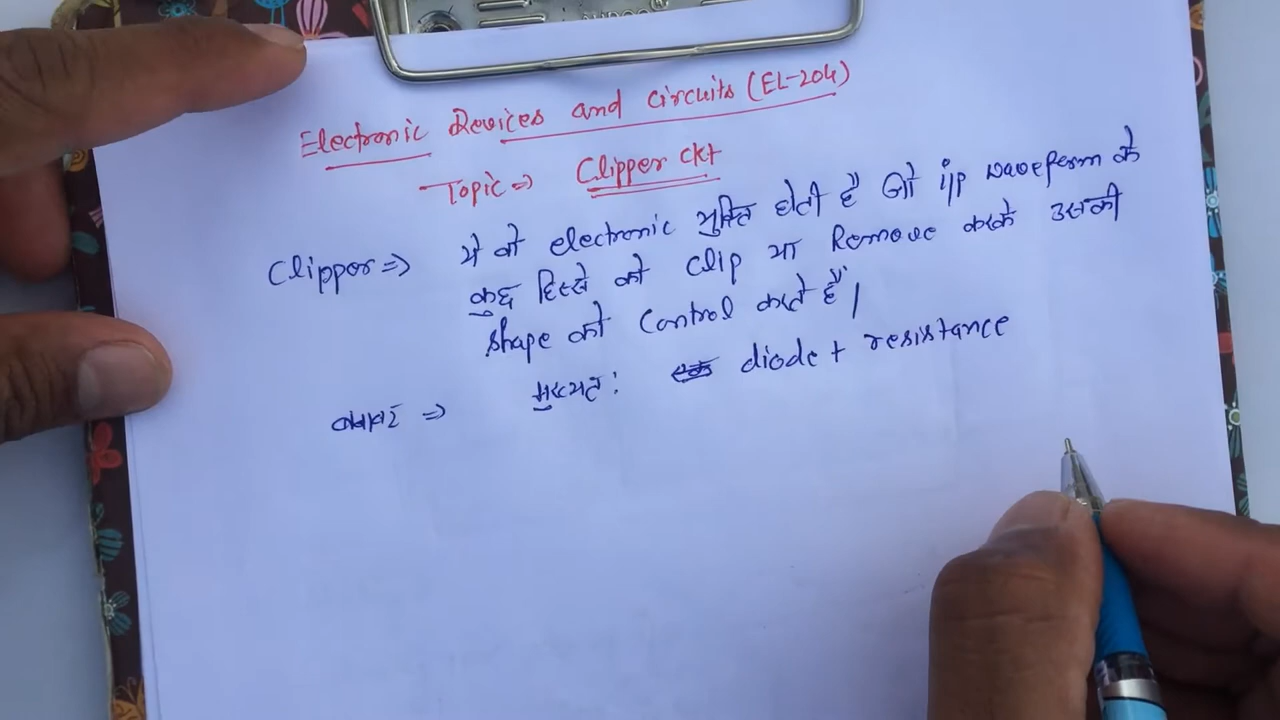 Electronic Devices and circuits (EL-204)
Topic => Clipper ckt
Clipper => ये वो electronic युक्ति होती है जो i/p waveform के
कुछ हिस्से को clip या Remove करके उसकी
shape को Control करते हैं।
बनावट => मुख्यत: diode + resistance